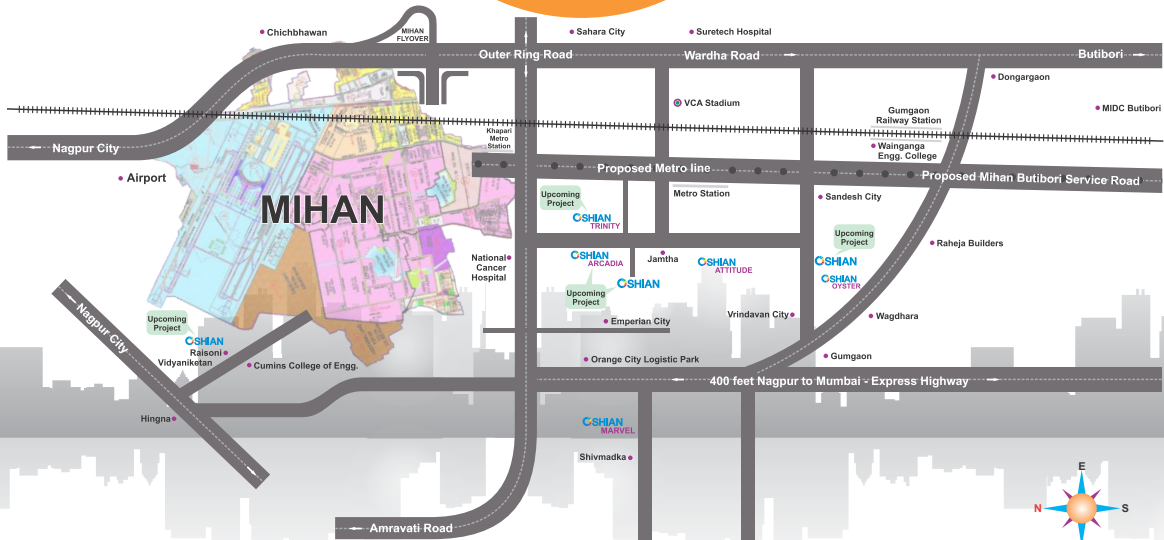 Chichbhawan
MIHAN
FLYOVER
Sahara City
Suretech Hospital
Outer Ring Road
Wardha Road
Butibori
Dongargaon
VCA Stadium
MIDC Butibori
Gumgaon
Railway Station
Khapari
Metro
Station
Nagpur City
Wainganga
Engg. College
Proposed Metro line
Proposed Mihan Butibori Service Road
Airport
Metro Station
Upcoming
Project
OSHIAN
TRINITY
Sandesh City
MIHAN
Upcoming
Project
Raheja Builders
National
Cancer
Hospital
OSHIAN
ARCADIA
Jamtha
OSHIAN
ATTITUDE
OSHIAN
OSHIAN
OYSTER
Upcoming
Project
OSHIAN
Nagpur City
Upcoming
Project
OSHIAN
Raisoni
Vidyaniketan
Cumins College of Engg.
Emperian City
Vrindavan City
Wagdhara
Orange City Logistic Park
Gumgaon
400 feet Nagpur to Mumbai - Express Highway
Hingna
OSHIAN
MARVEL
Shivmadka
Amravati Road
E
N
S